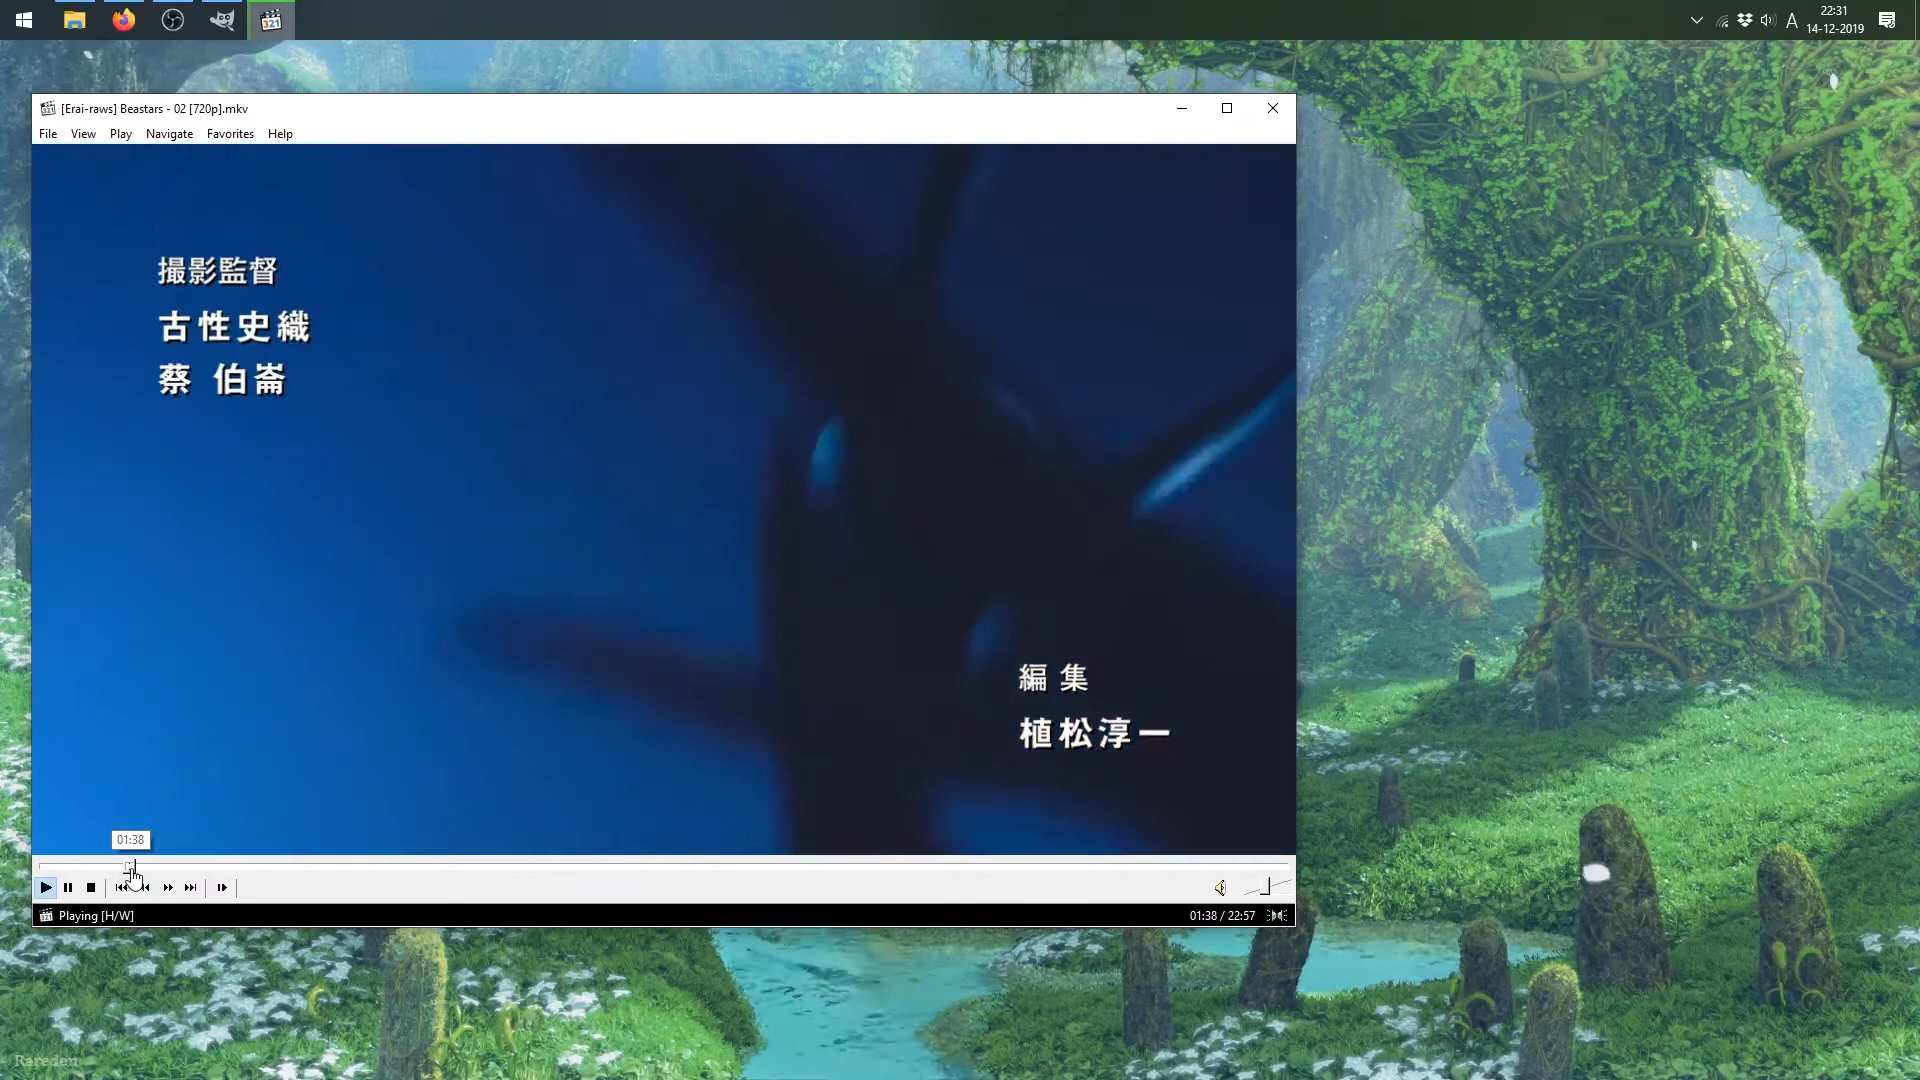 22:31
14-12-2019
A
[Erai-raws] Beastars - 02 [720p].mkv
File View Play Navigate Favorites Help
撮影監督
古性史織
蔡 伯崙
編集
植松淳一
01:38
Playing [H/W]
01:38 / 22:57
Rareden